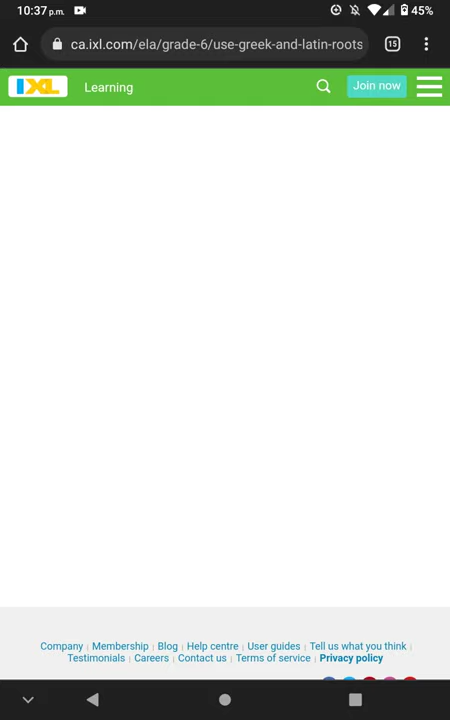 10:37 p.m. 45%
ca.ixl.com/ela/grade-6/use-greek-and-latin-roots 15
IXL Learning Join now
Company | Membership | Blog | Help centre | User guides | Tell us what you think |
Testimonials | Careers | Contact us | Terms of service | Privacy policy